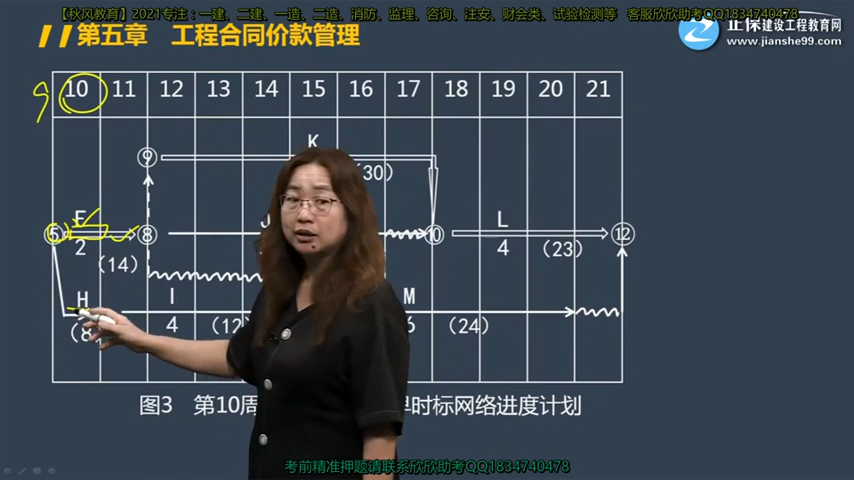 【秋风教育】2021专注：一建、二建、一造、二造、消防、监理、咨询、注安、财会类、试验检测等 客服欣欣助考QQ1834740478
第五章 工程合同价款管理
正保建设工程教育网
www.jianshe99.com
9 10 11 12 13 14 15 16 17 18 19 20 21
K
⑨
(30)
F J L
⑤ ⑧ ⑩ ⑫
2 4 (23)
(14)
H I M
(8 4 (12 6 (24)
图3 第10周 早时标网络进度计划
考前精准押题请联系欣欣助考QQ1834740478